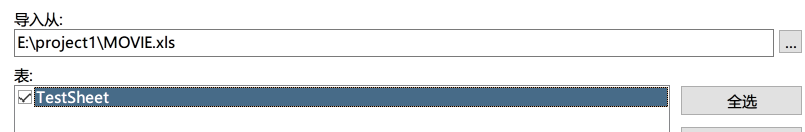 导入从:
E:\project1\MOVIE.xls
...
表:
TestSheet
全选